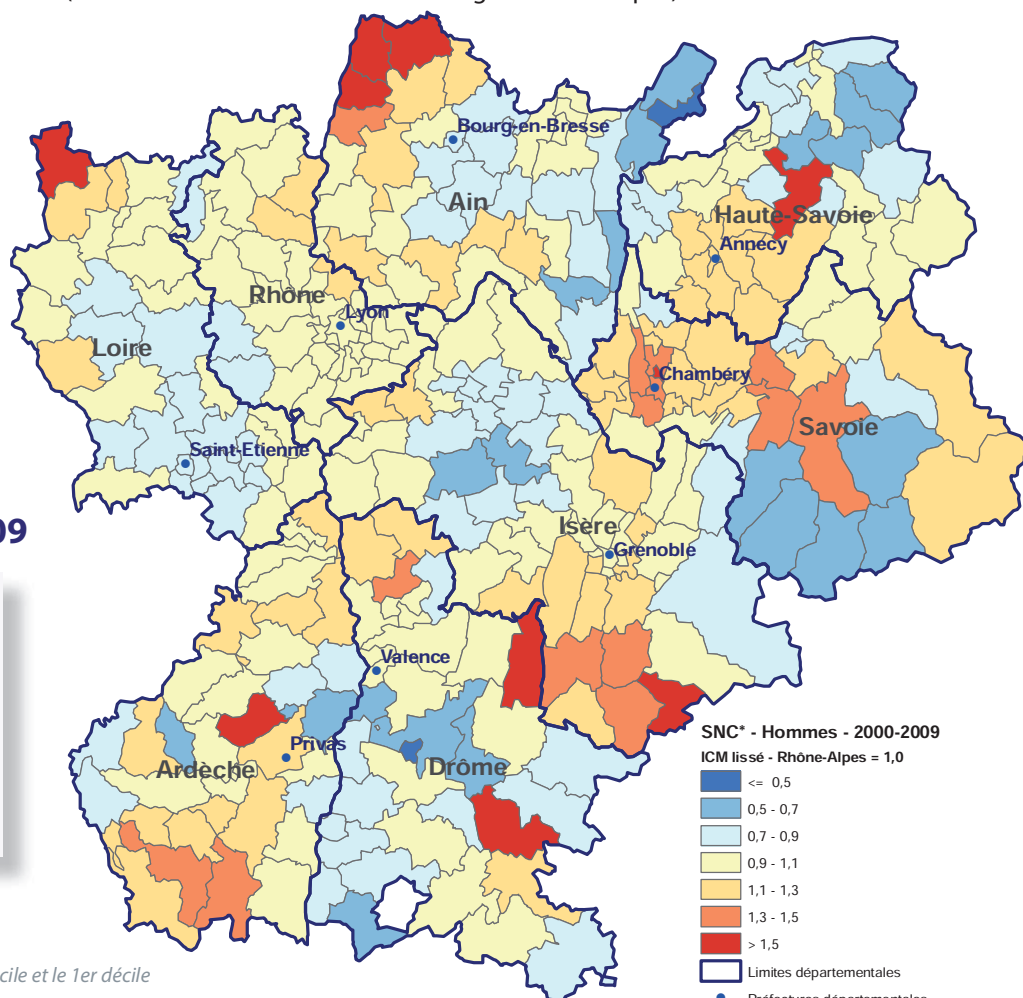 Bourg-en-Bresse
Ain
Haute-Savoie
Annecy
Rhône
Lyon
Loire
Chambéry
Savoie
Saint-Etienne
09
Isère
Grenoble
Valence
Privas
Ardèche
Drôme
SNC* - Hommes - 2000-2009
ICM lissé - Rhône-Alpes = 1,0
<= 0,5
0,5 - 0,7
0,7 - 0,9
0,9 - 1,1
1,1 - 1,3
1,3 - 1,5
> 1,5
Limites départementales
Préfectures départementales
cile et le 1er décile